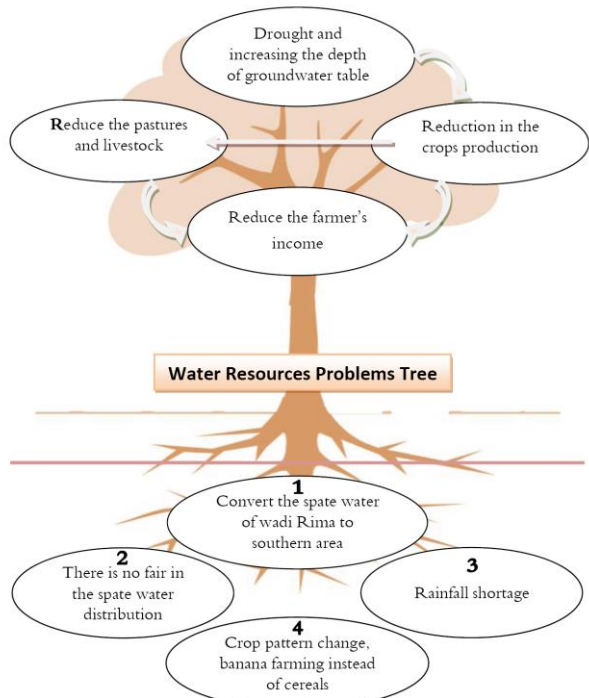 Drought and
increasing the depth
of groundwater table
Reduce the pastures
and livestock
Reduction in the
crops production
Reduce the farmer's
income
Water Resources Problems Tree
1
Convert the spate water
of wadi Rima to
southern area
2
There is no fair in
the spate water
distribution
3
Rainfall shortage
4
Crop pattern change,
banana farming instead
of cereals